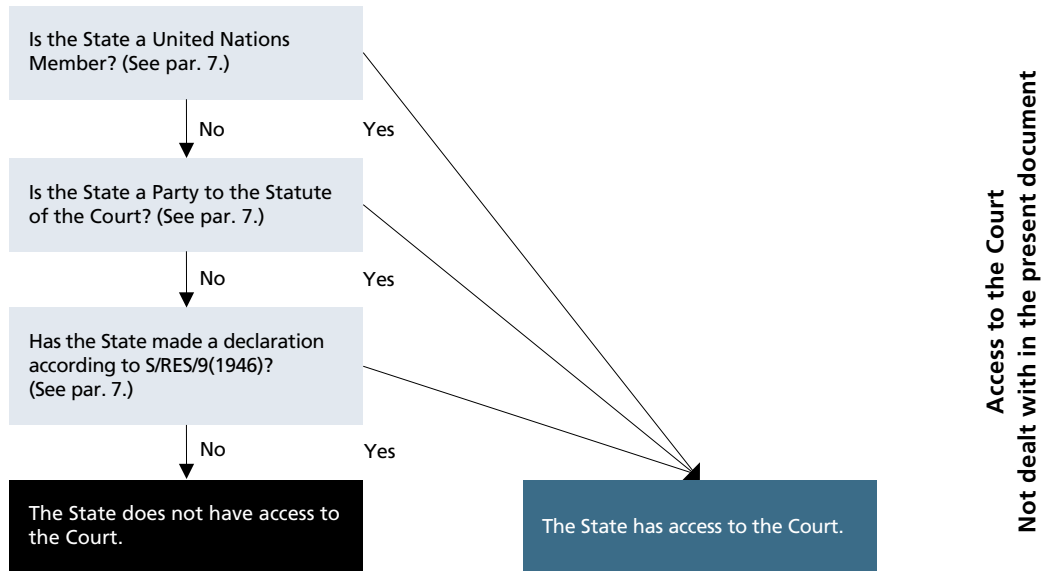 Is the State a United Nations
Member? (See par. 7.)
No
Yes
Is the State a Party to the Statute
of the Court? (See par. 7.)
No
Yes
Has the State made a declaration
according to S/RES/9(1946)?
(See par. 7.)
No
Yes
The State does not have access to
the Court.
The State has access to the Court.
Access to the Court
Not dealt with in the present document